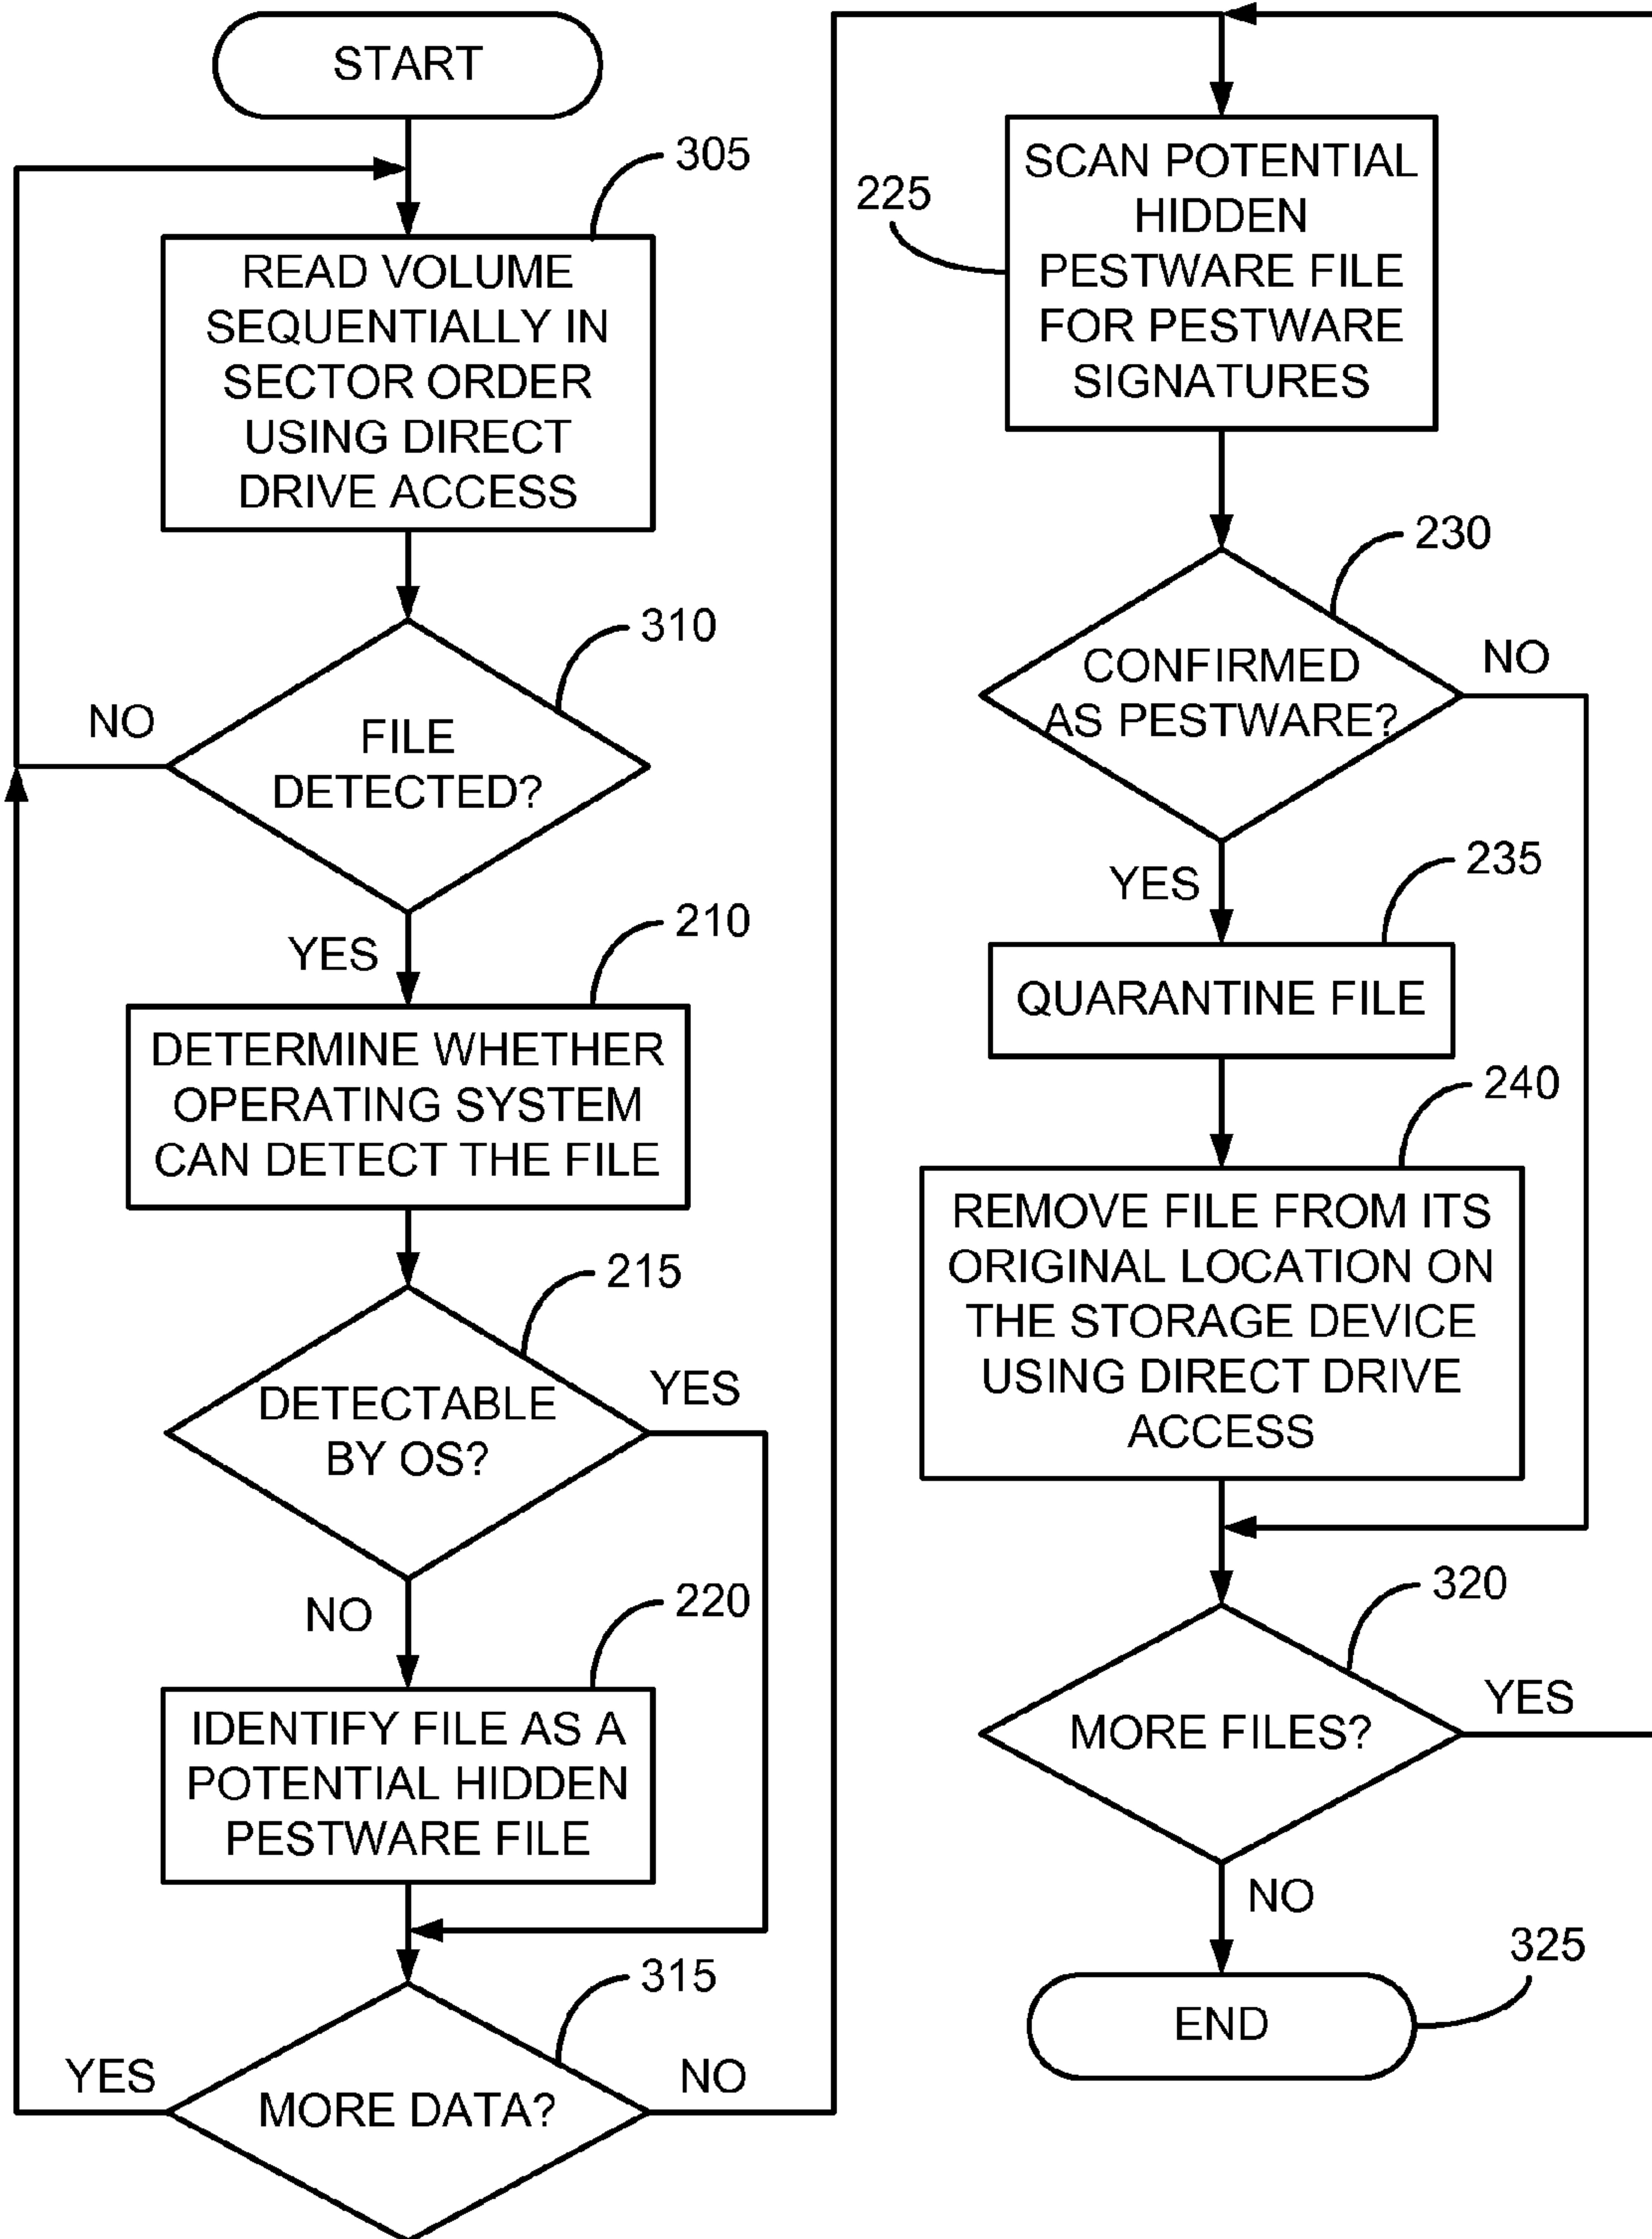 START
305
READ VOLUME
SEQUENTIALLY IN
SECTOR ORDER
USING DIRECT
DRIVE ACCESS
310
NO
FILE
DETECTED?
YES
210
DETERMINE WHETHER
OPERATING SYSTEM
CAN DETECT THE FILE
215
DETECTABLE
BY OS?
YES
NO
220
IDENTIFY FILE AS A
POTENTIAL HIDDEN
PESTWARE FILE
315
YES
MORE DATA?
NO
225
SCAN POTENTIAL
HIDDEN
PESTWARE FILE
FOR PESTWARE
SIGNATURES
230
CONFIRMED
AS PESTWARE?
NO
YES
235
QUARANTINE FILE
240
REMOVE FILE FROM ITS
ORIGINAL LOCATION ON
THE STORAGE DEVICE
USING DIRECT DRIVE
ACCESS
320
MORE FILES?
YES
NO
325
END